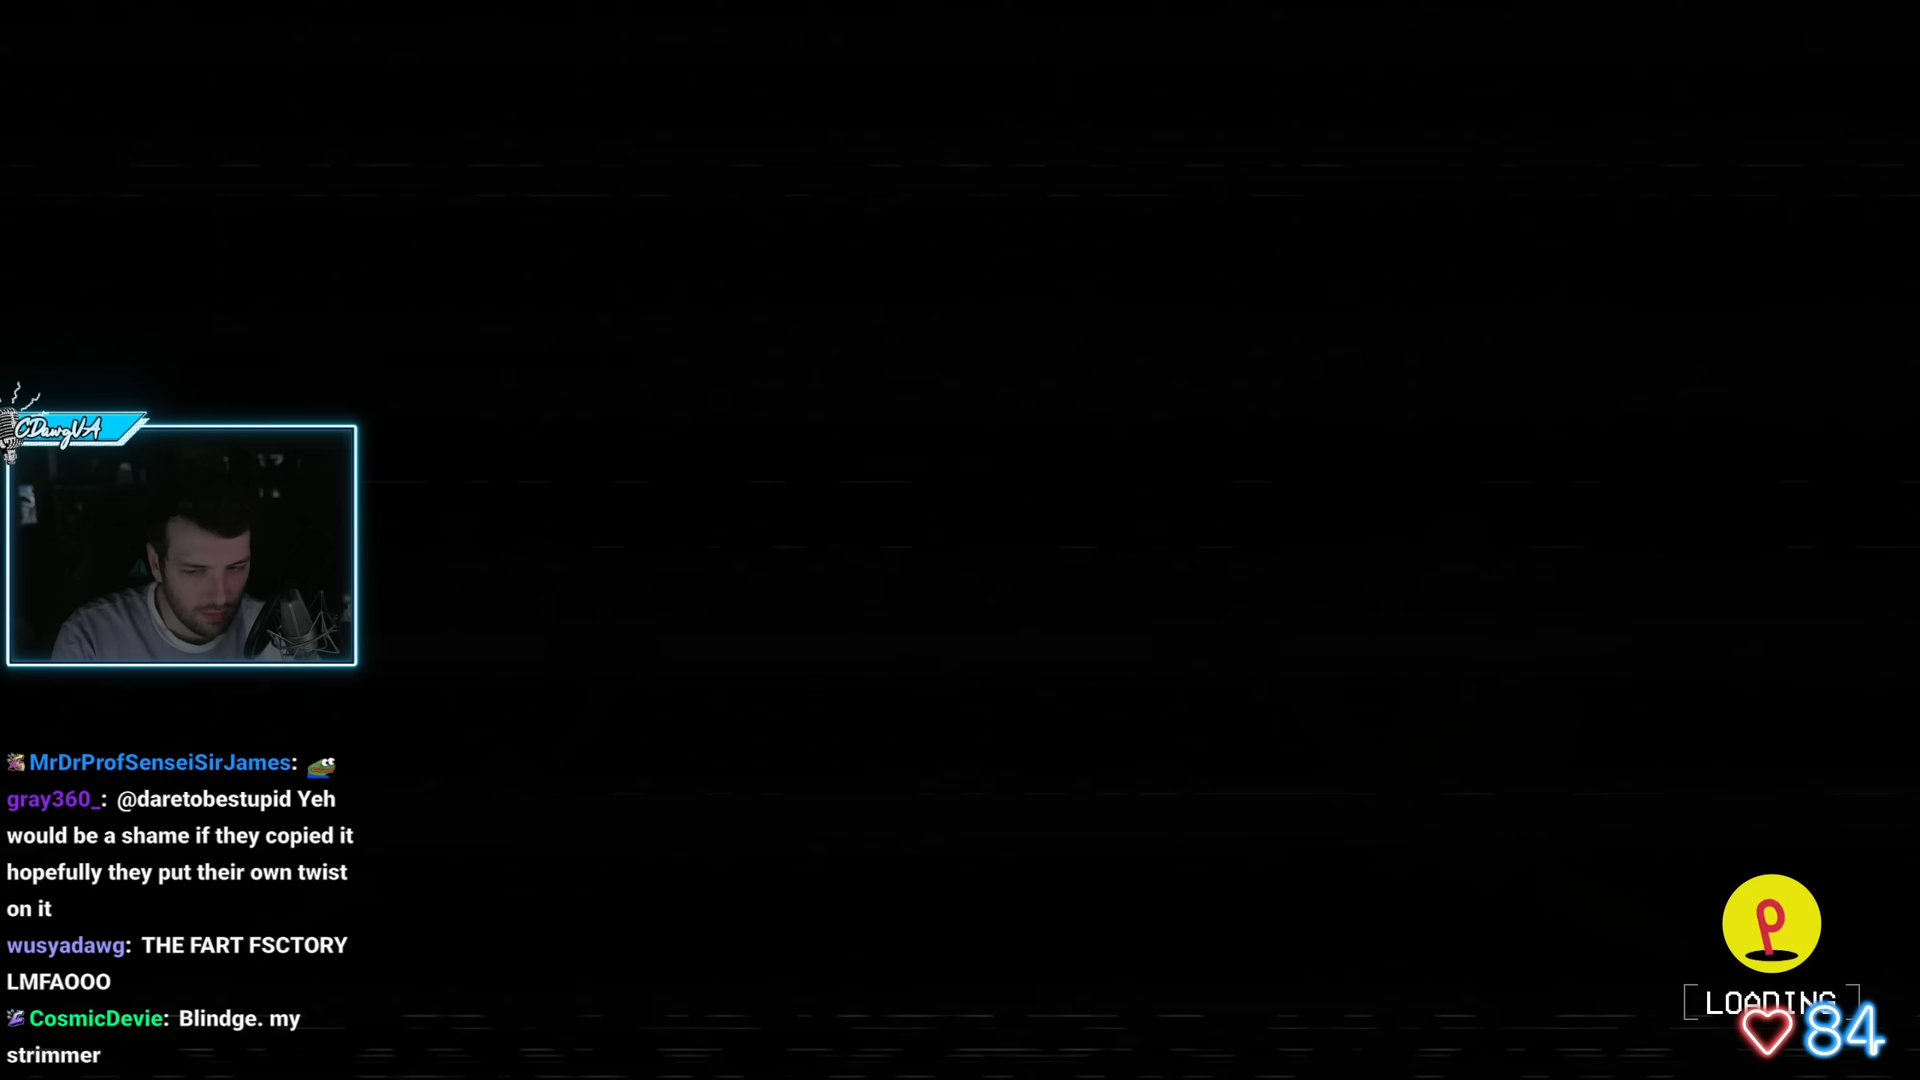 CDawgVA
MrDrProfSenseiSirJames:
gray360_: @daretobestupid Yeh
would be a shame if they copied it
hopefully they put their own twist
on it
wusyadawg: THE FART FSCTORY
LMFAOOO
CosmicDevie: Blindge. my
strimmer
P
LOADING
84